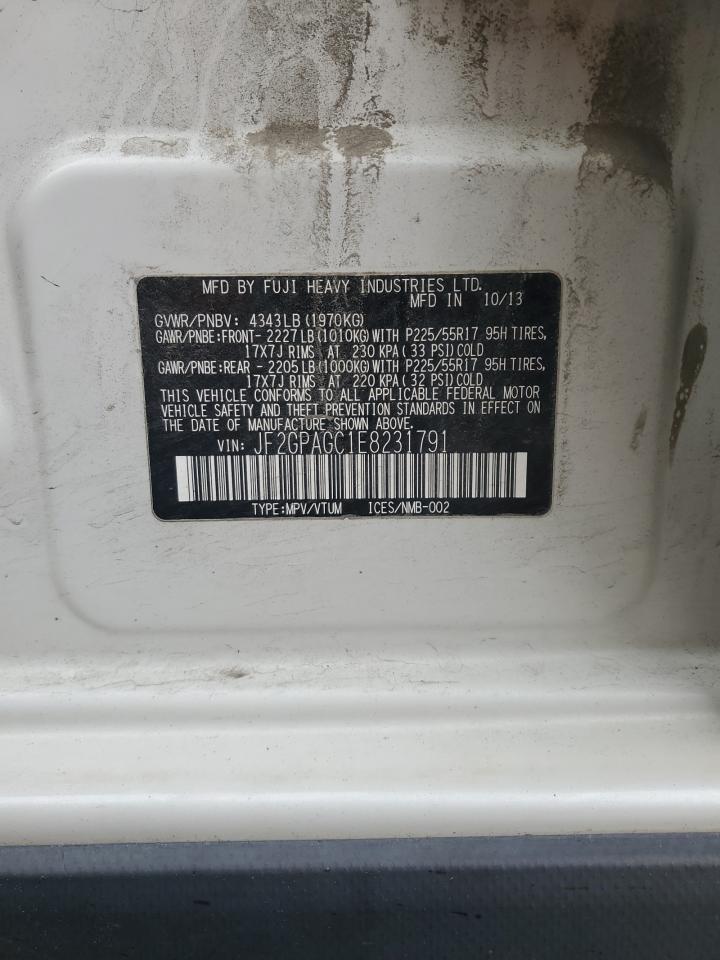 MFD BY FUJI HEAVY INDUSTRIES LTD.
MFD IN 10/13
GVWR/PNBV: 4343LB(1970KG)
GAWR/PNBE:FRONT- 2227LB(1010KG)WITH P225/55R17 95H TIRES,
17X7J RIMS AT 230 KPA( 33 PSI)COLD
GAWR/PNBE:REAR - 2205LB(1000KG)WITH P225/55R17 95H TIRES,
17X7J RIMS AT 220 KPA( 32 PSI)COLD
THIS VEHICLE CONFORMS TO ALL APPLICABLE FEDERAL MOTOR
VEHICLE SAFETY AND THEFT PREVENTION STANDARDS IN EFFECT ON
THE DATE OF MANUFACTURE SHOWN ABOVE.
VIN: JF2GPAGC1E8231791
TYPE:MPV/VTUM ICES/NMB-002